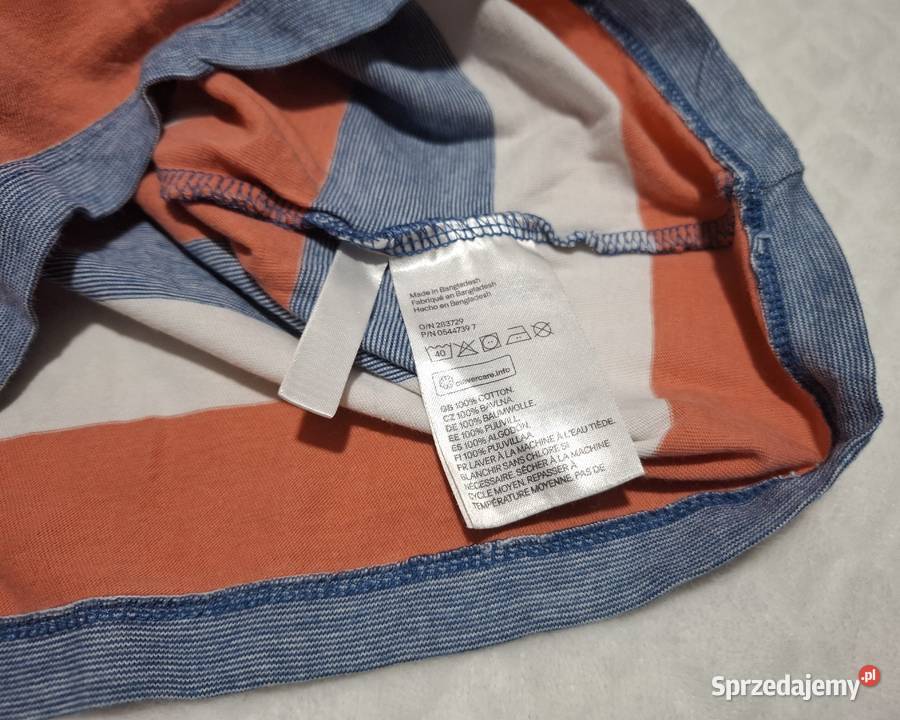 Made in Bangladesh
Fabriqué en Bangladesh
Hecho en Bangladesh
O/N 283729
P/N 0544739 7
40
clevercare.info
GB 100% COTTON.
CZ 100% BAVLNA.
DE 100% BAUMWOLLE.
EE 100% PUUVILL.
ES 100% ALGODON.
FI 100% PUUVILLAA.
FR LAVER À LA MACHINE À L'EAU TIÈDE.
BLANCHIR SANS CHLORE SI
NÉCESSAIRE. SÉCHER À LA MACHINE
CYCLE MOYEN. REPASSER À
TEMPÉRATURE MOYENNE. PAS DE
Sprzedajemy.pl